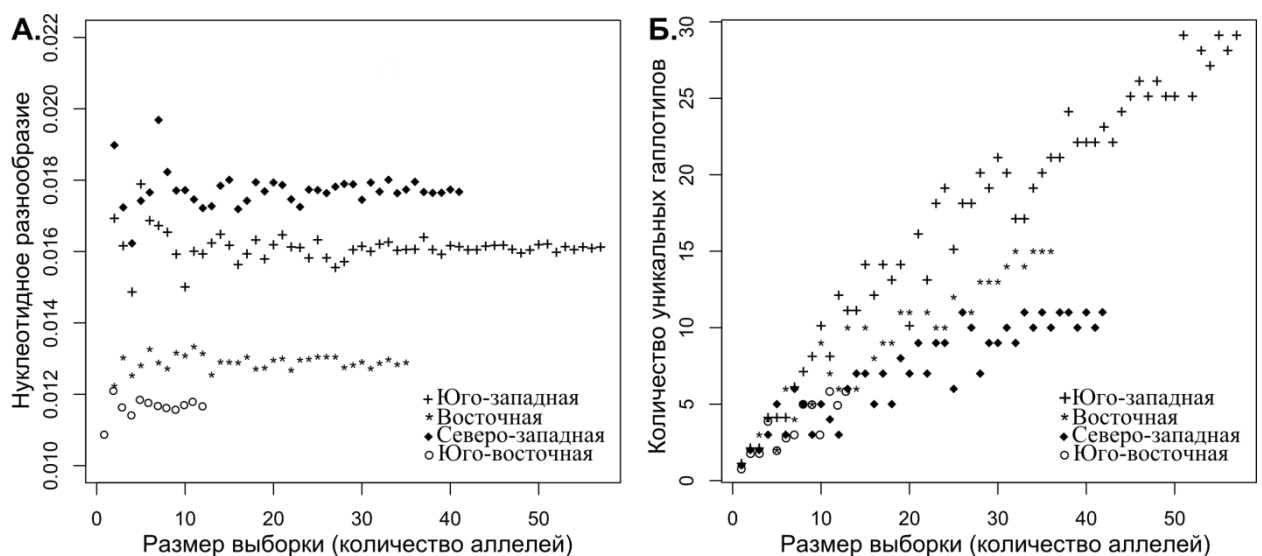 А.
Нуклеотидное разнообразие
0.022
0.020
0.018
0.016
0.014
0.012
0.010
Юго-западная
Восточная
Северо-западная
Юго-восточная
0 10 20 30 40 50
Размер выборки (количество аллелей)
Б.
Количество уникальных гаплотипов
30
25
20
15
10
5
0
Юго-западная
Восточная
Северо-западная
Юго-восточная
0 10 20 30 40 50
Размер выборки (количество аллелей)